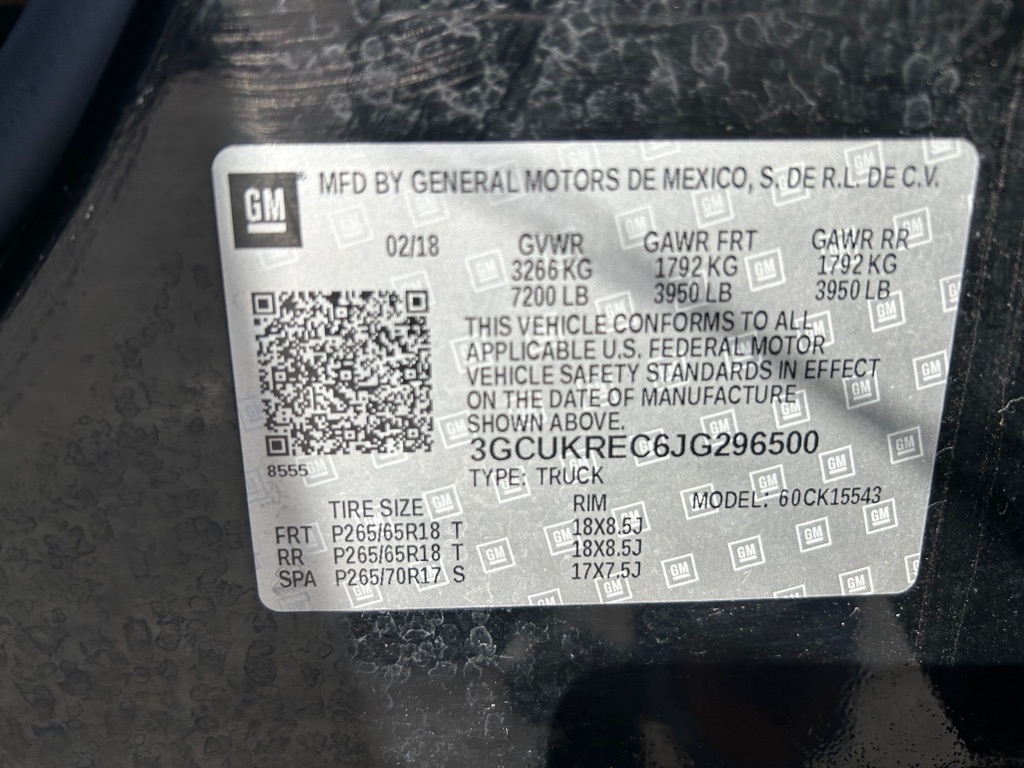 GM® MFD BY GENERAL MOTORS DE MEXICO, S. DE R.L. DE C.V.
02/18 GVWR GAWR FRT GAWR RR
3266 KG 1792 KG 1792 KG
7200 LB 3950 LB 3950 LB
THIS VEHICLE CONFORMS TO ALL
APPLICABLE U.S. FEDERAL MOTOR
VEHICLE SAFETY STANDARDS IN EFFECT
ON THE DATE OF MANUFACTURE
SHOWN ABOVE.
3GCUKREC6JG296500
8555 TYPE: TRUCK
TIRE SIZE RIM MODEL: 60CK15543
FRT P265/65R18 T 18X8.5J
RR P265/65R18 T 18X8.5J
SPA P265/70R17 S 17X7.5J